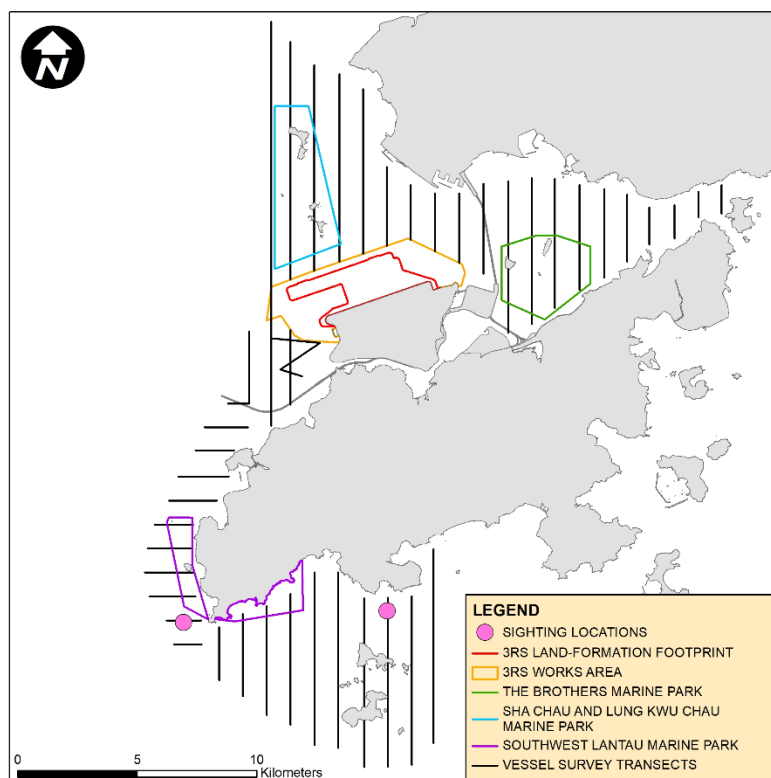 N
LEGEND
SIGHTING LOCATIONS
3RS LAND-FORMATION FOOTPRINT
3RS WORKS AREA
THE BROTHERS MARINE PARK
SHA CHAU AND LUNG KWU CHAU
MARINE PARK
SOUTHWEST LANTAU MARINE PARK
VESSEL SURVEY TRANSECTS
0 5 10
Kilometers